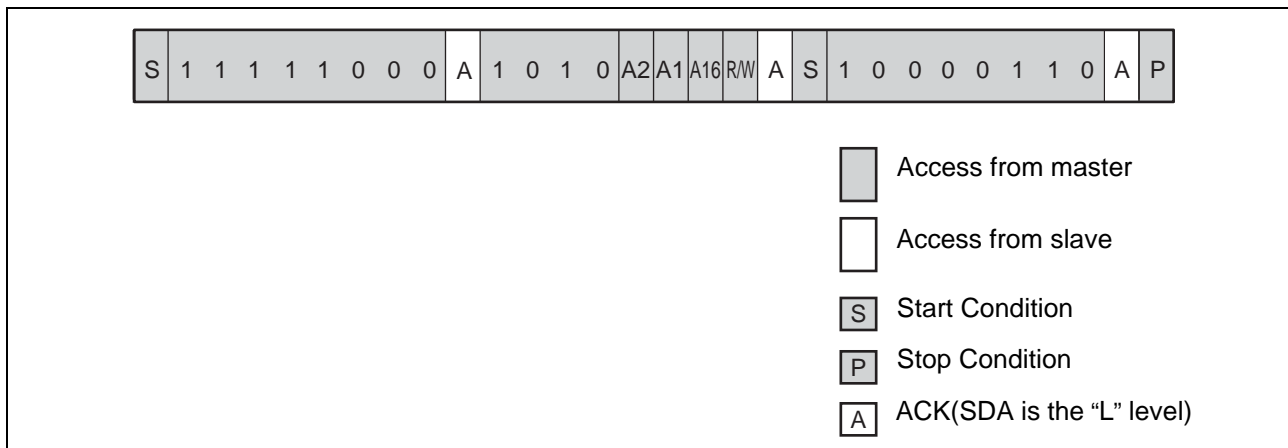 S 1 1 1 1 1 0 0 0 A 1 0 1 0 A2 A1 A16 R/W A S 1 0 0 0 0 1 1 0 A P
Access from master
Access from slave
S Start Condition
P Stop Condition
A ACK(SDA is the “L” level)